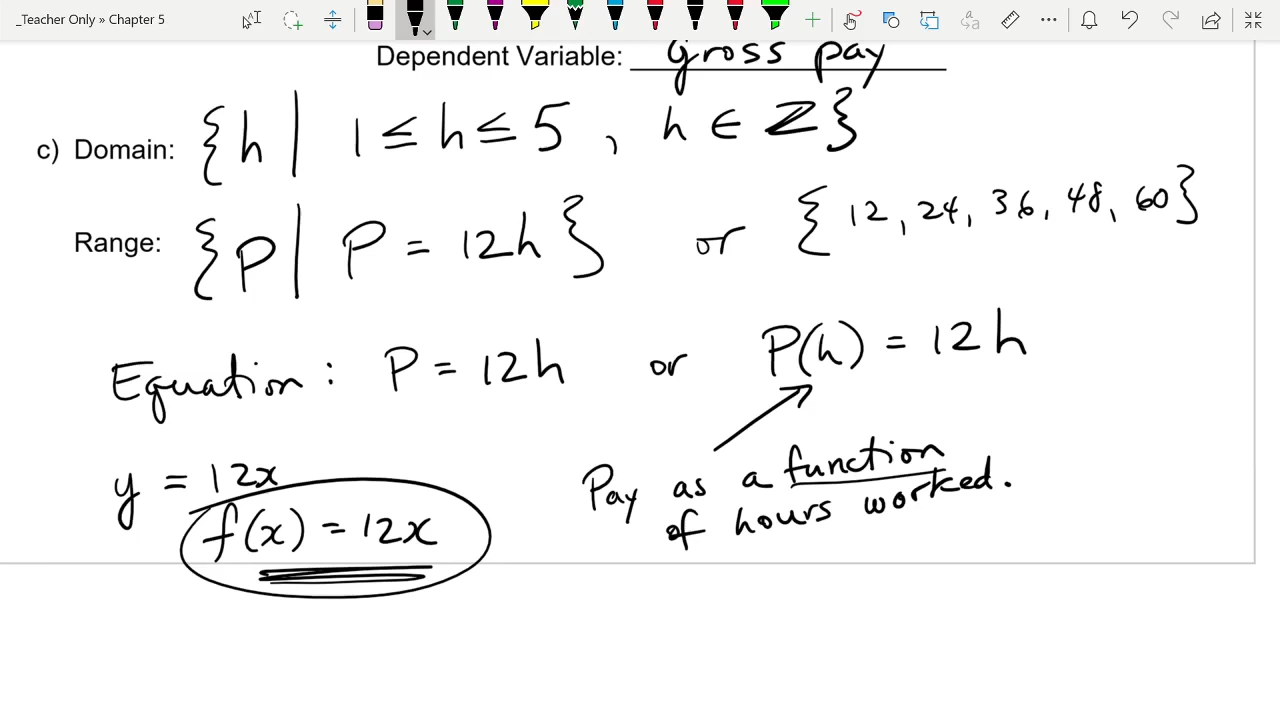 _Teacher Only » Chapter 5
Dependent Variable: Gross pay
c) Domain: {h | 1 ≤ h ≤ 5 , h ∈ Z}
Range: {P | P = 12h} or {12, 24, 36, 48, 60}
Equation: P = 12h or P(h) = 12h
y = 12x
f(x) = 12x
Pay as a function
of hours worked.